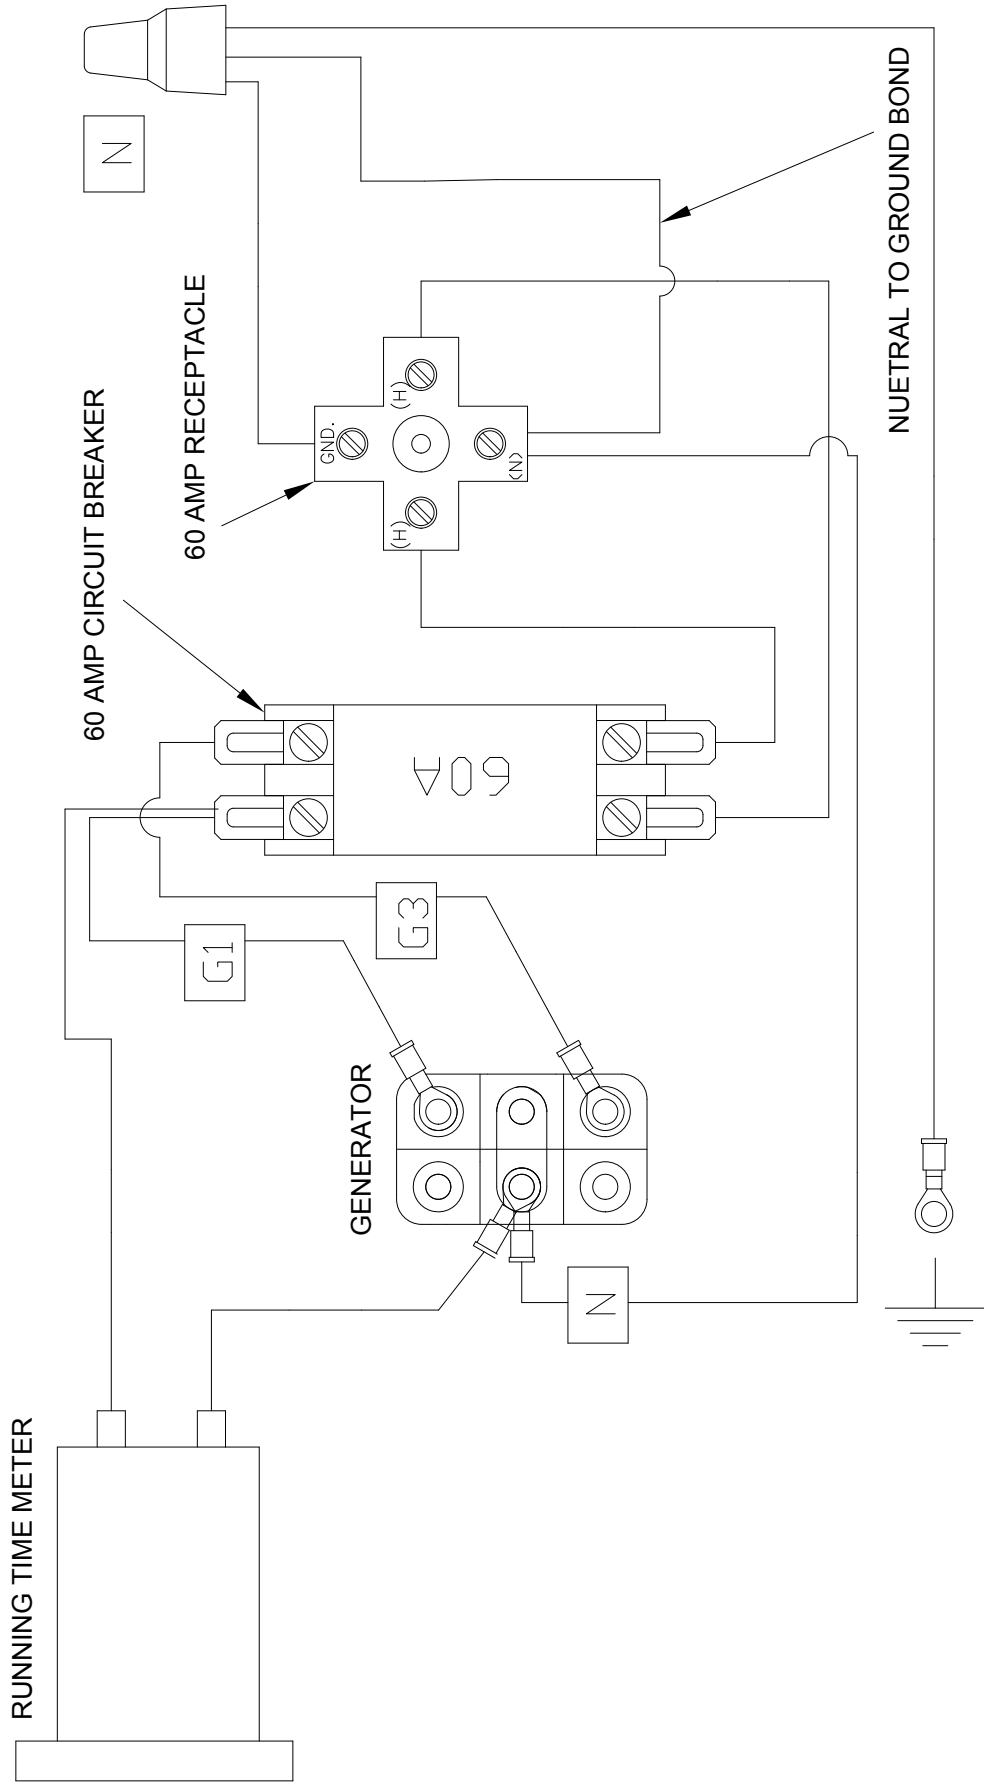 RUNNING TIME METER
GENERATOR
N
G1
G3
60 AMP CIRCUIT BREAKER
60A
60 AMP RECEPTACLE
GND.
(H)
(H)
(N)
N
NUETRAL TO GROUND BOND